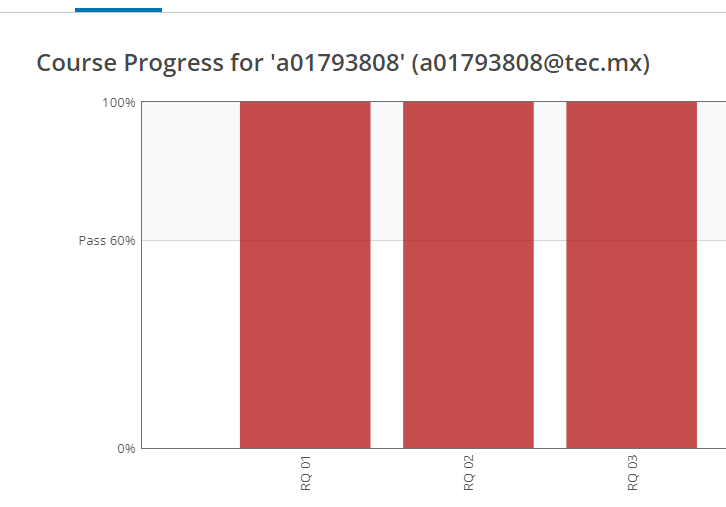 Course Progress for 'a01793808' (a01793808@tec.mx)
100%
Pass 60%
0%
RQ 01
RQ 02
RQ 03